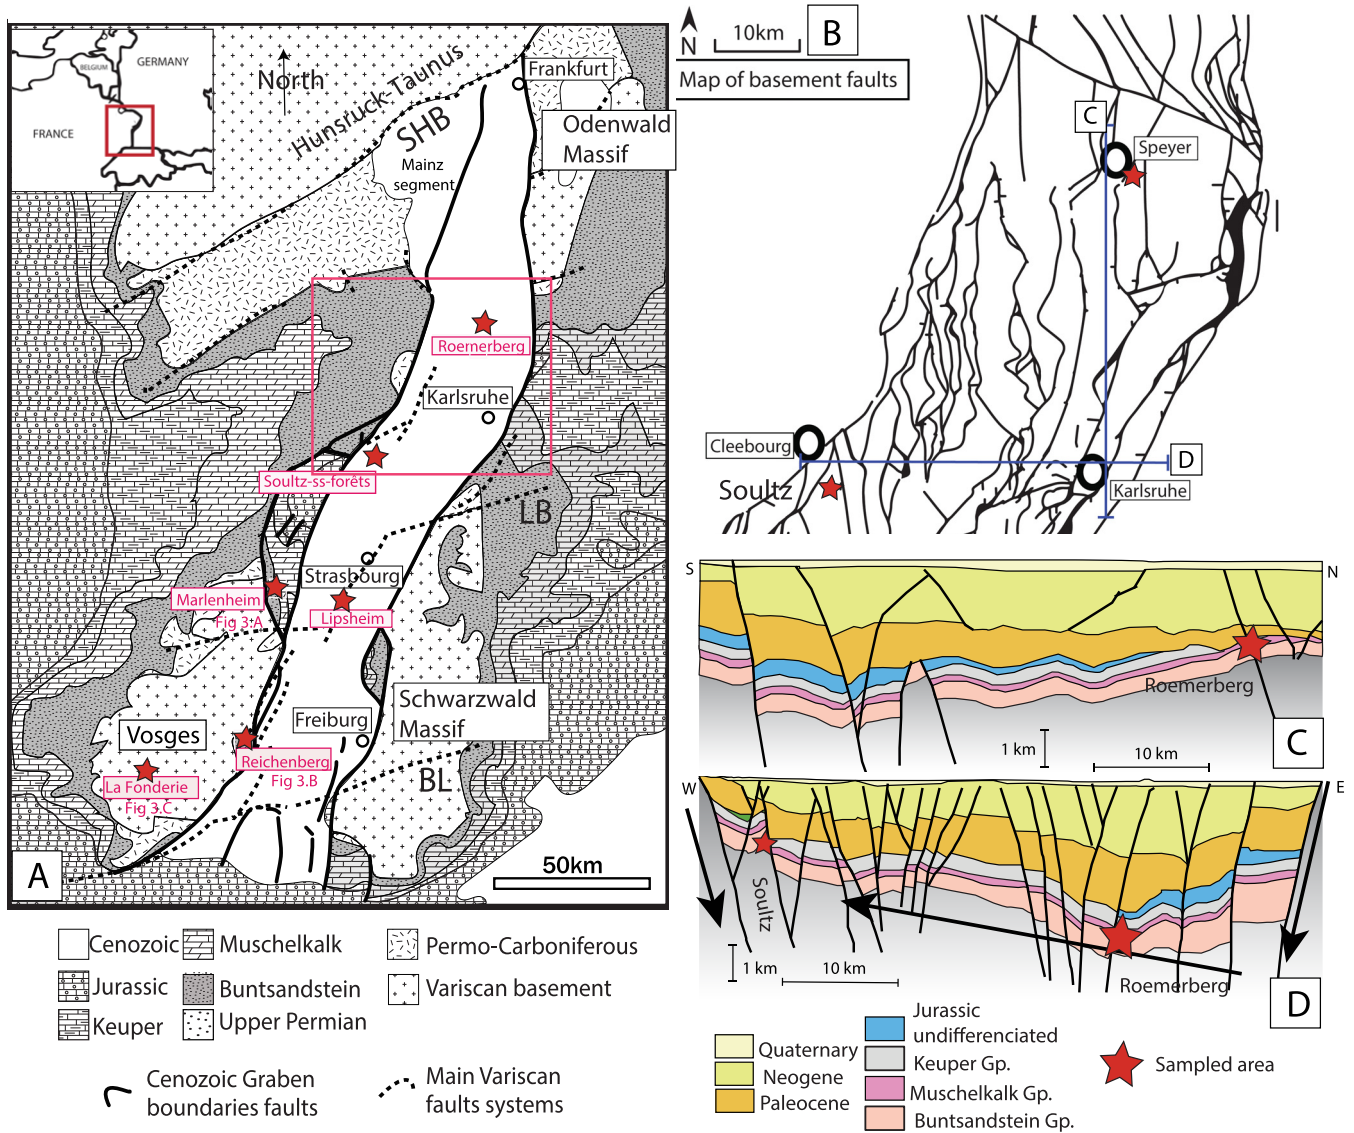 BELGIUM
GERMANY
FRANCE
North
Hunsruck-Taunus
SHB
Mainz
segment
Frankfurt
Odenwald
Massif
Roemerberg
Karlsruhe
Soultz-ss-forêts
LB
Strasbourg
Marlenheim
Fig 3.A
Lipsheim
Schwarzwald
Massif
Freiburg
Vosges
Reichenberg
Fig 3.B
La Fonderie
Fig 3.C
BL
A
50km
Cenozoic
Muschelkalk
Permo-Carboniferous
Jurassic
Buntsandstein
Variscan basement
Keuper
Upper Permian
Cenozoic Graben
boundaries faults
Main Variscan
faults systems
N
10km
B
Map of basement faults
C
Speyer
Cleebourg
D
Soultz
Karlsruhe
S
N
Roemerberg
1 km
10 km
C
W
E
Soultz
1 km
10 km
Roemerberg
D
Quaternary
Neogene
Paleocene
Jurassic
undifferenciated
Keuper Gp.
Muschelkalk Gp.
Buntsandstein Gp.
Sampled area